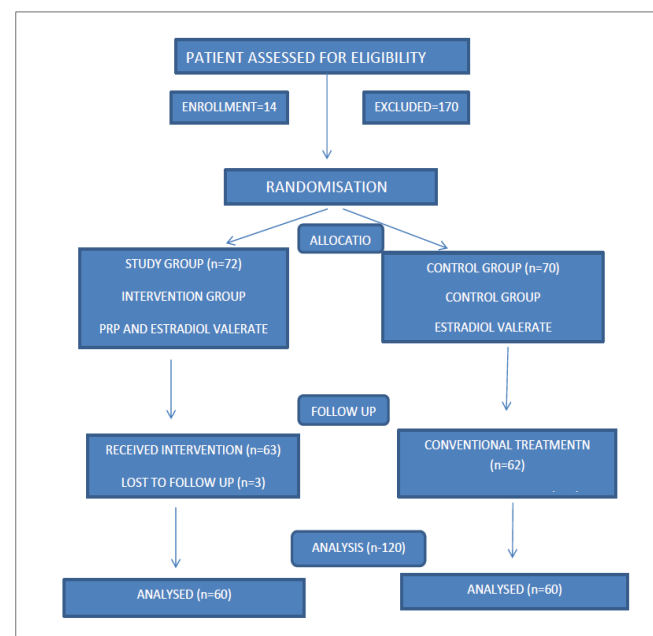 PATIENT ASSESSED FOR ELIGIBILITY
ENROLLMENT=14
EXCLUDED=170
RANDOMISATION
ALLOCATIO
STUDY GROUP (n=72)
INTERVENTION GROUP
PRP AND ESTRADIOL VALERATE
CONTROL GROUP (n=70)
CONTROL GROUP
ESTRADIOL VALERATE
FOLLOW UP
RECEIVED INTERVENTION (n=63)
LOST TO FOLLOW UP (n=3)
CONVENTIONAL TREATMENTN
(n=62)
ANALYSIS (n-120)
ANALYSED (n=60)
ANALYSED (n=60)